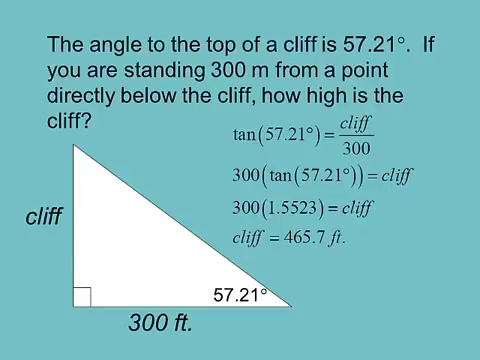 The angle to the top of a cliff is 57.21°. If
you are standing 300 m from a point
directly below the cliff, how high is the
cliff?
tan(57.21°) = cliff/300
300(tan(57.21°)) = cliff
300(1.5523) = cliff
cliff = 465.7 ft.
cliff
57.21°
300 ft.